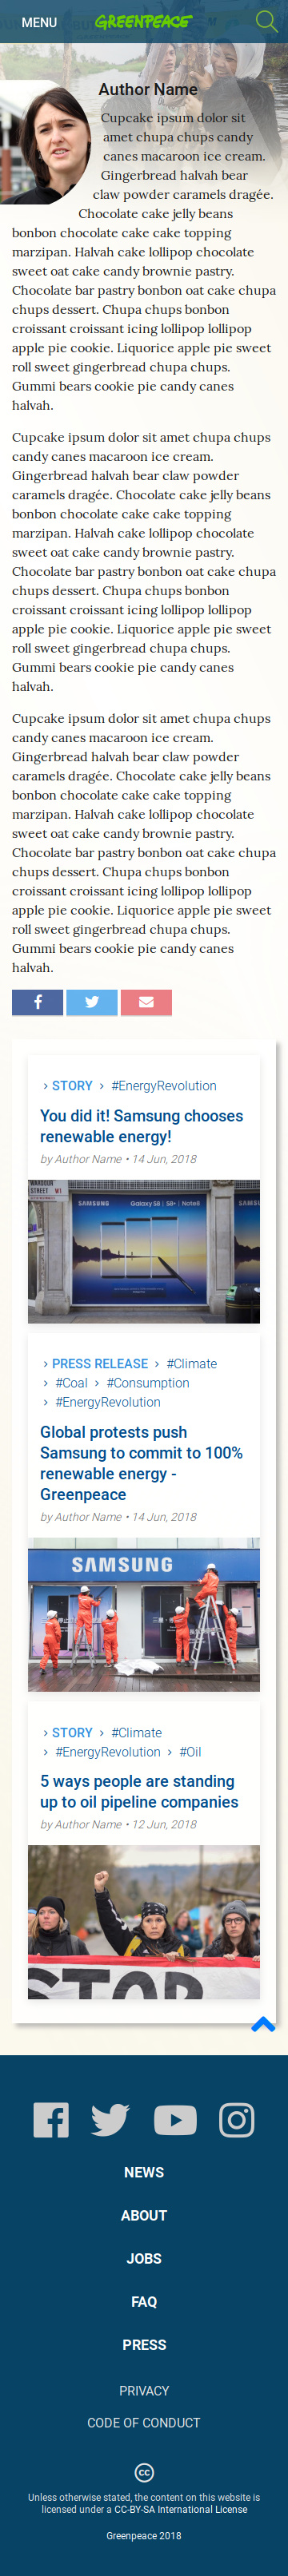 MENU
GREENPEACE
Author Name
Cupcake ipsum dolor sit
amet chupa chups candy
canes macaroon ice cream.
Gingerbread halvah bear
claw powder caramels dragée.
Chocolate cake jelly beans
bonbon chocolate cake cake topping
marzipan. Halvah cake lollipop chocolate
sweet oat cake candy brownie pastry.
Chocolate bar pastry bonbon oat cake chupa
chups dessert. Chupa chups bonbon
croissant croissant icing lollipop lollipop
apple pie cookie. Liquorice apple pie sweet
roll sweet gingerbread chupa chups.
Gummi bears cookie pie candy canes
halvah.
Cupcake ipsum dolor sit amet chupa chups
candy canes macaroon ice cream.
Gingerbread halvah bear claw powder
caramels dragée. Chocolate cake jelly beans
bonbon chocolate cake cake topping
marzipan. Halvah cake lollipop chocolate
sweet oat cake candy brownie pastry.
Chocolate bar pastry bonbon oat cake chupa
chups dessert. Chupa chups bonbon
croissant croissant icing lollipop lollipop
apple pie cookie. Liquorice apple pie sweet
roll sweet gingerbread chupa chups.
Gummi bears cookie pie candy canes
halvah.
Cupcake ipsum dolor sit amet chupa chups
candy canes macaroon ice cream.
Gingerbread halvah bear claw powder
caramels dragée. Chocolate cake jelly beans
bonbon chocolate cake cake topping
marzipan. Halvah cake lollipop chocolate
sweet oat cake candy brownie pastry.
Chocolate bar pastry bonbon oat cake chupa
chups dessert. Chupa chups bonbon
croissant croissant icing lollipop lollipop
apple pie cookie. Liquorice apple pie sweet
roll sweet gingerbread chupa chups.
Gummi bears cookie pie candy canes
halvah.
› STORY › #EnergyRevolution
You did it! Samsung chooses
renewable energy!
by Author Name • 14 Jun, 2018
WARDOUR
STREET W1
SAMSUNG
Galaxy S8 | S8+ | Note8
› PRESS RELEASE › #Climate
› #Coal › #Consumption
› #EnergyRevolution
Global protests push
Samsung to commit to 100%
renewable energy -
Greenpeace
by Author Name • 14 Jun, 2018
SAMSUNG
› STORY › #Climate
› #EnergyRevolution › #Oil
5 ways people are standing
up to oil pipeline companies
by Author Name • 12 Jun, 2018
STOP
NEWS
ABOUT
JOBS
FAQ
PRESS
PRIVACY
CODE OF CONDUCT
cc
Unless otherwise stated, the content on this website is
licensed under a CC-BY-SA International License
Greenpeace 2018